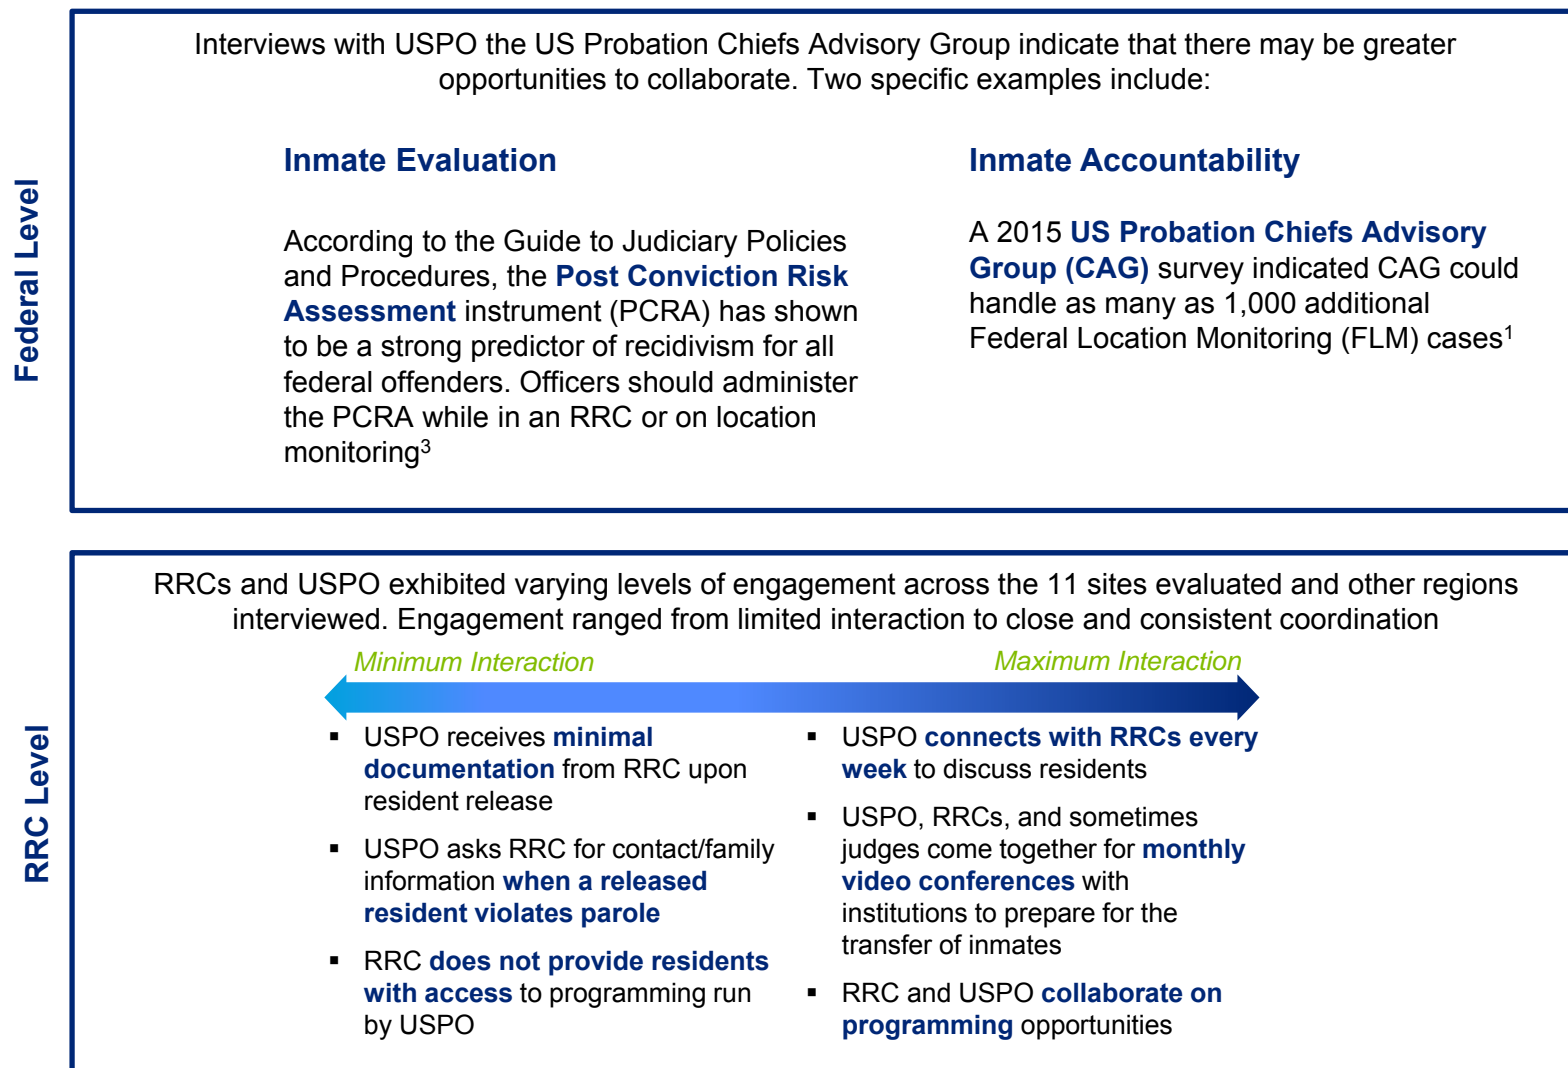 Federal Level
Interviews with USPO the US Probation Chiefs Advisory Group indicate that there may be greater
opportunities to collaborate. Two specific examples include:
Inmate Evaluation
According to the Guide to Judiciary Policies
and Procedures, the Post Conviction Risk
Assessment instrument (PCRA) has shown
to be a strong predictor of recidivism for all
federal offenders. Officers should administer
the PCRA while in an RRC or on location
monitoring³
Inmate Accountability
A 2015 US Probation Chiefs Advisory
Group (CAG) survey indicated CAG could
handle as many as 1,000 additional
Federal Location Monitoring (FLM) cases¹
RRC Level
RRCs and USPO exhibited varying levels of engagement across the 11 sites evaluated and other regions
interviewed. Engagement ranged from limited interaction to close and consistent coordination
Minimum Interaction
▪ USPO receives minimal
documentation from RRC upon
resident release
▪ USPO asks RRC for contact/family
information when a released
resident violates parole
▪ RRC does not provide residents
with access to programming run
by USPO
Maximum Interaction
▪ USPO connects with RRCs every
week to discuss residents
▪ USPO, RRCs, and sometimes
judges come together for monthly
video conferences with
institutions to prepare for the
transfer of inmates
▪ RRC and USPO collaborate on
programming opportunities